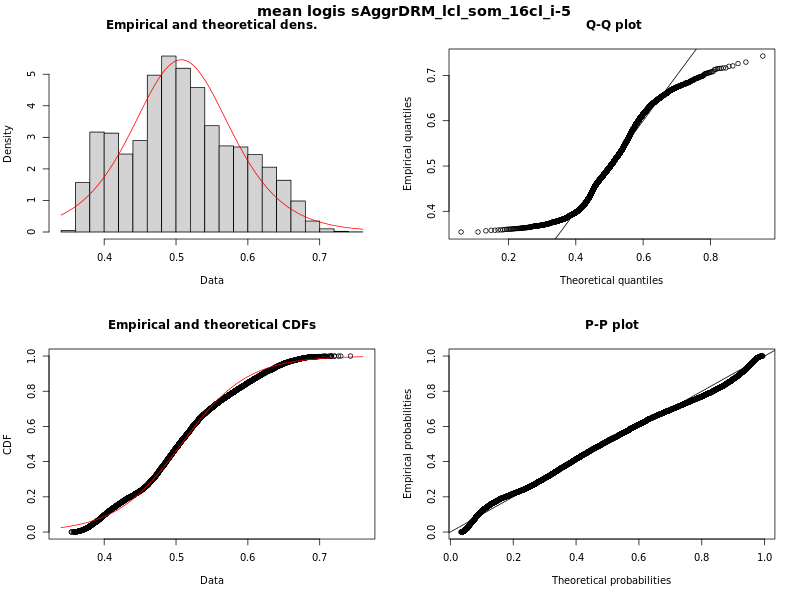 mean logis sAggrDRM_lcl_som_16cl_i-5
Empirical and theoretical dens.
Density
0 1 2 3 4 5
0.4 0.5 0.6 0.7
Data
Q-Q plot
Empirical quantiles
0.4 0.5 0.6 0.7
0.2 0.4 0.6 0.8
Theoretical quantiles
Empirical and theoretical CDFs
CDF
0.0 0.2 0.4 0.6 0.8 1.0
0.4 0.5 0.6 0.7
Data
P-P plot
Empirical probabilities
0.0 0.2 0.4 0.6 0.8 1.0
0.0 0.2 0.4 0.6 0.8 1.0
Theoretical probabilities